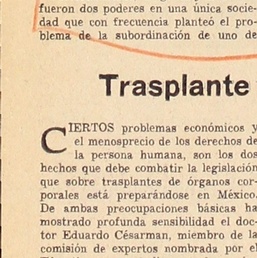 fueron dos poderes en una única socie-
dad que con frecuencia planteó el pro-
blema de la subordinación de uno de
Trasplante
CIERTOS problemas económicos y
el menosprecio de los derechos de
la persona humana, son los dos
hechos que debe combatir la legislación
que sobre trasplantes de órganos cor-
porales está preparándose en México.
De ambas preocupaciones básicas ha
mostrado profunda sensibilidad el doc-
tor Eduardo Césarman, miembro de la
comisión de expertos nombrada por el